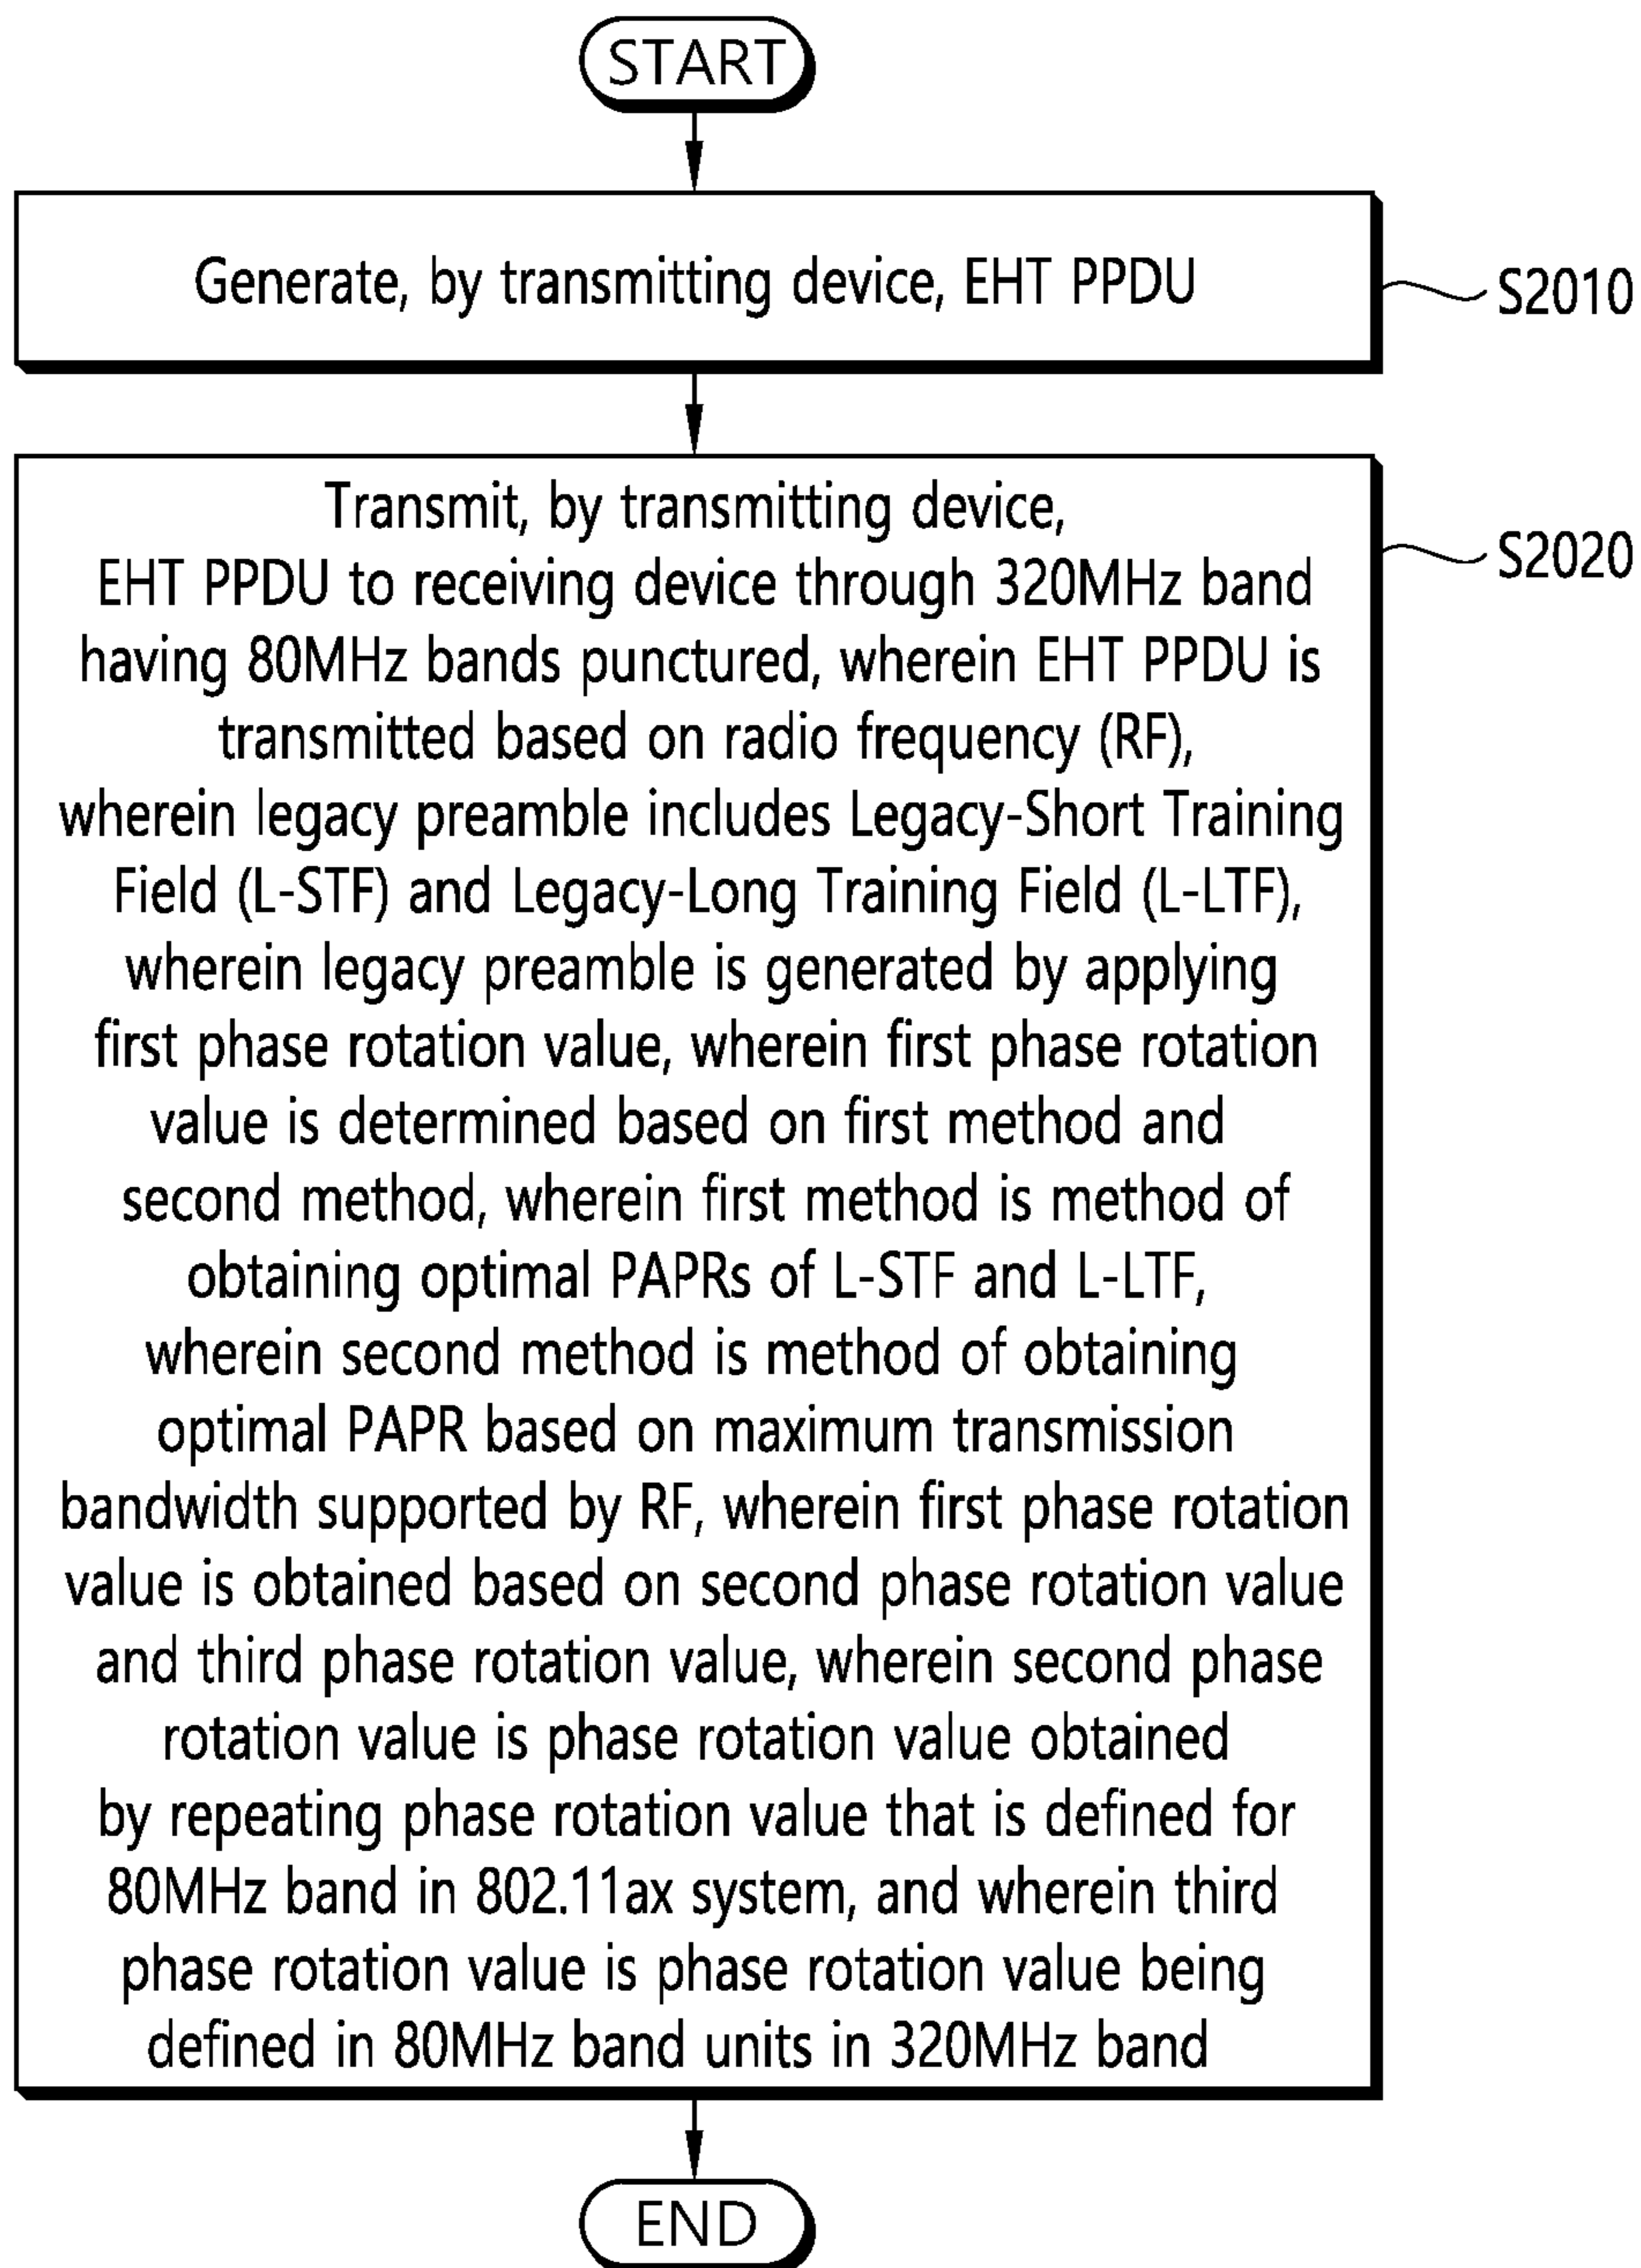 START
Generate, by transmitting device, EHT PPDU
S2010
Transmit, by transmitting device,
EHT PPDU to receiving device through 320MHz band
having 80MHz bands punctured, wherein EHT PPDU is
transmitted based on radio frequency (RF),
wherein legacy preamble includes Legacy-Short Training
Field (L-STF) and Legacy-Long Training Field (L-LTF),
wherein legacy preamble is generated by applying
first phase rotation value, wherein first phase rotation
value is determined based on first method and
second method, wherein first method is method of
obtaining optimal PAPRs of L-STF and L-LTF,
wherein second method is method of obtaining
optimal PAPR based on maximum transmission
bandwidth supported by RF, wherein first phase rotation
value is obtained based on second phase rotation value
and third phase rotation value, wherein second phase
rotation value is phase rotation value obtained
by repeating phase rotation value that is defined for
80MHz band in 802.11ax system, and wherein third
phase rotation value is phase rotation value being
defined in 80MHz band units in 320MHz band
S2020
END